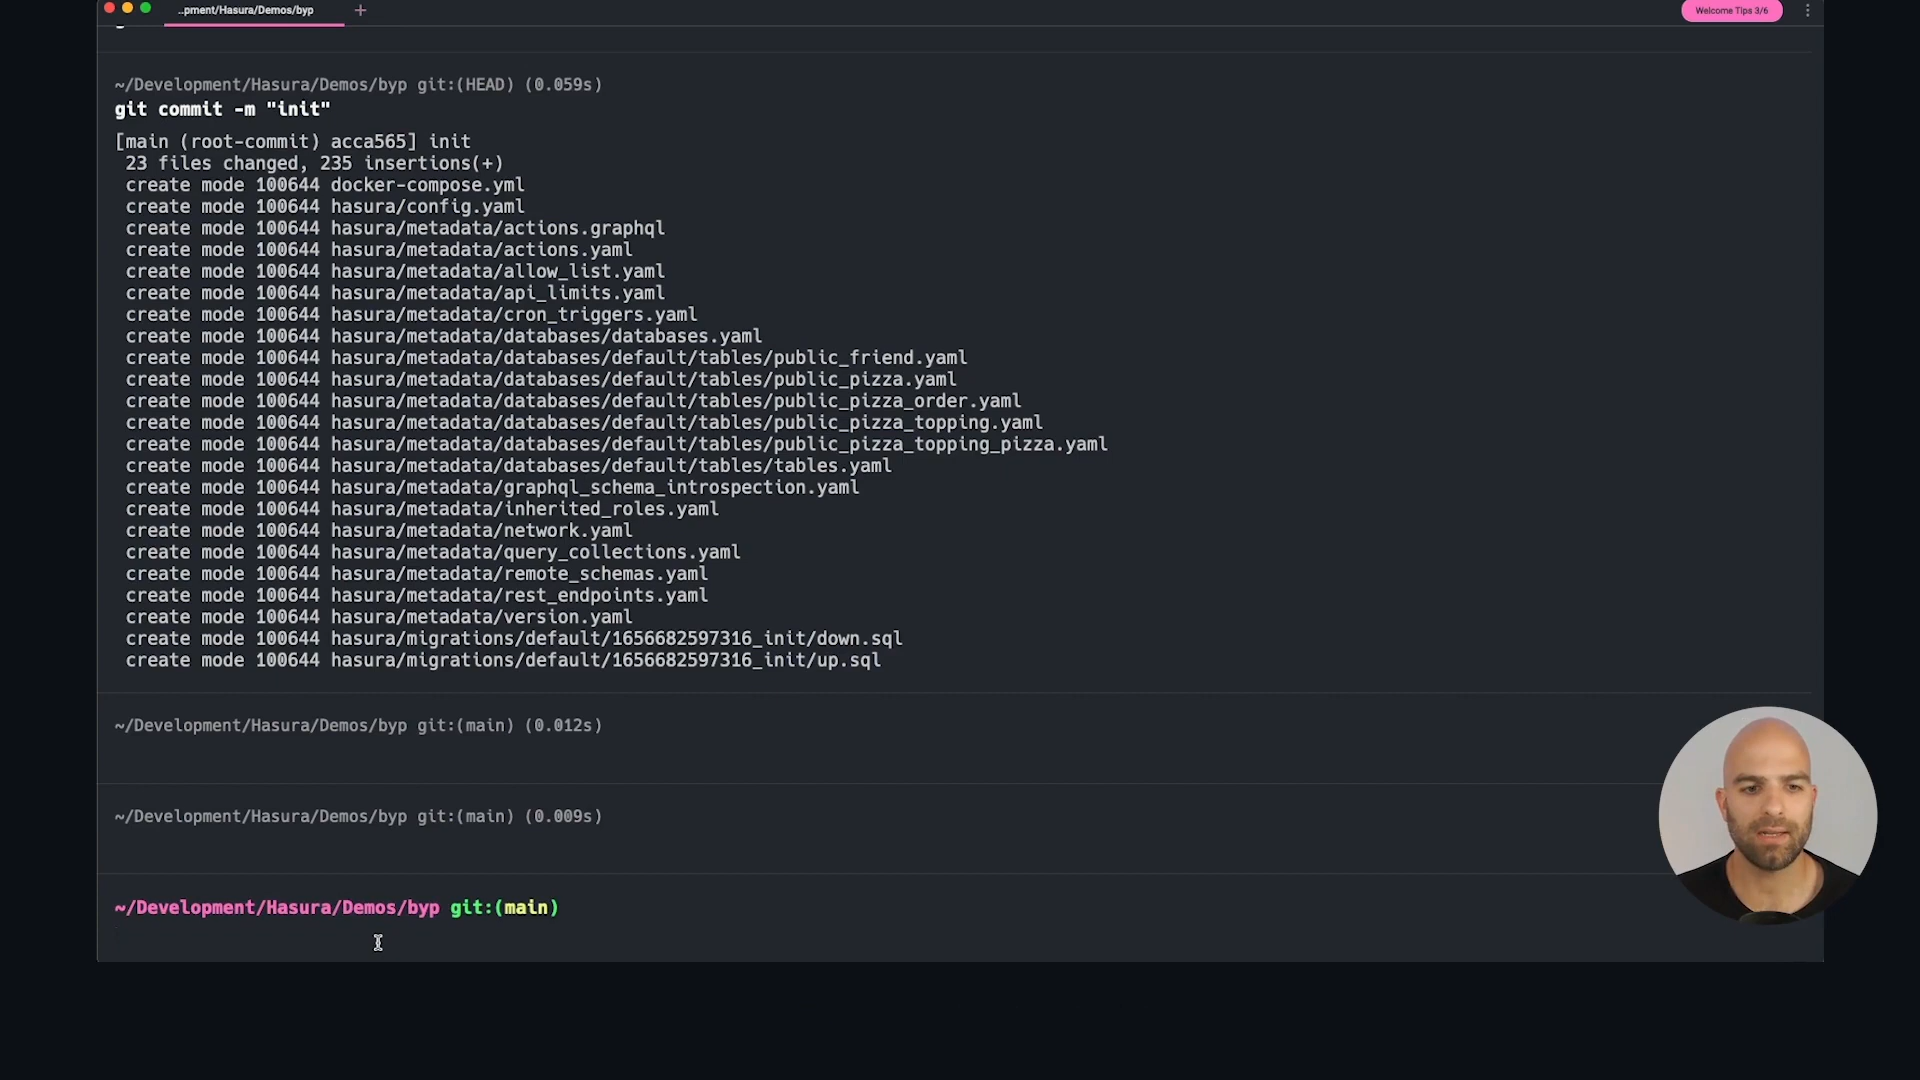 ..pment/Hasura/Demos/byp
+
Welcome Tips 3/6
~/Development/Hasura/Demos/byp git:(HEAD) (0.059s)
git commit -m "init"
[main (root-commit) acca565] init
23 files changed, 235 insertions(+)
create mode 100644 docker-compose.yml
create mode 100644 hasura/config.yaml
create mode 100644 hasura/metadata/actions.graphql
create mode 100644 hasura/metadata/actions.yaml
create mode 100644 hasura/metadata/allow_list.yaml
create mode 100644 hasura/metadata/api_limits.yaml
create mode 100644 hasura/metadata/cron_triggers.yaml
create mode 100644 hasura/metadata/databases/databases.yaml
create mode 100644 hasura/metadata/databases/default/tables/public_friend.yaml
create mode 100644 hasura/metadata/databases/default/tables/public_pizza.yaml
create mode 100644 hasura/metadata/databases/default/tables/public_pizza_order.yaml
create mode 100644 hasura/metadata/databases/default/tables/public_pizza_topping.yaml
create mode 100644 hasura/metadata/databases/default/tables/public_pizza_topping_pizza.yaml
create mode 100644 hasura/metadata/databases/default/tables/tables.yaml
create mode 100644 hasura/metadata/graphql_schema_introspection.yaml
create mode 100644 hasura/metadata/inherited_roles.yaml
create mode 100644 hasura/metadata/network.yaml
create mode 100644 hasura/metadata/query_collections.yaml
create mode 100644 hasura/metadata/remote_schemas.yaml
create mode 100644 hasura/metadata/rest_endpoints.yaml
create mode 100644 hasura/metadata/version.yaml
create mode 100644 hasura/migrations/default/1656682597316_init/down.sql
create mode 100644 hasura/migrations/default/1656682597316_init/up.sql
~/Development/Hasura/Demos/byp git:(main) (0.012s)
~/Development/Hasura/Demos/byp git:(main) (0.009s)
~/Development/Hasura/Demos/byp git:(main)